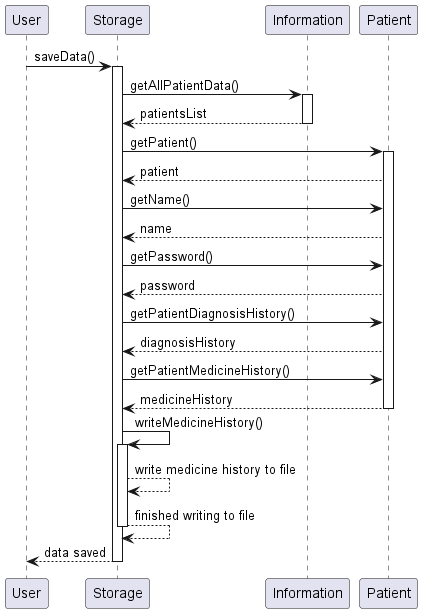 User Storage Information Patient
saveData()
getAllPatientData()
patientsList
getPatient()
patient
getName()
name
getPassword()
password
getPatientDiagnosisHistory()
diagnosisHistory
getPatientMedicineHistory()
medicineHistory
writeMedicineHistory()
write medicine history to file
finished writing to file
data saved
User Storage Information Patient